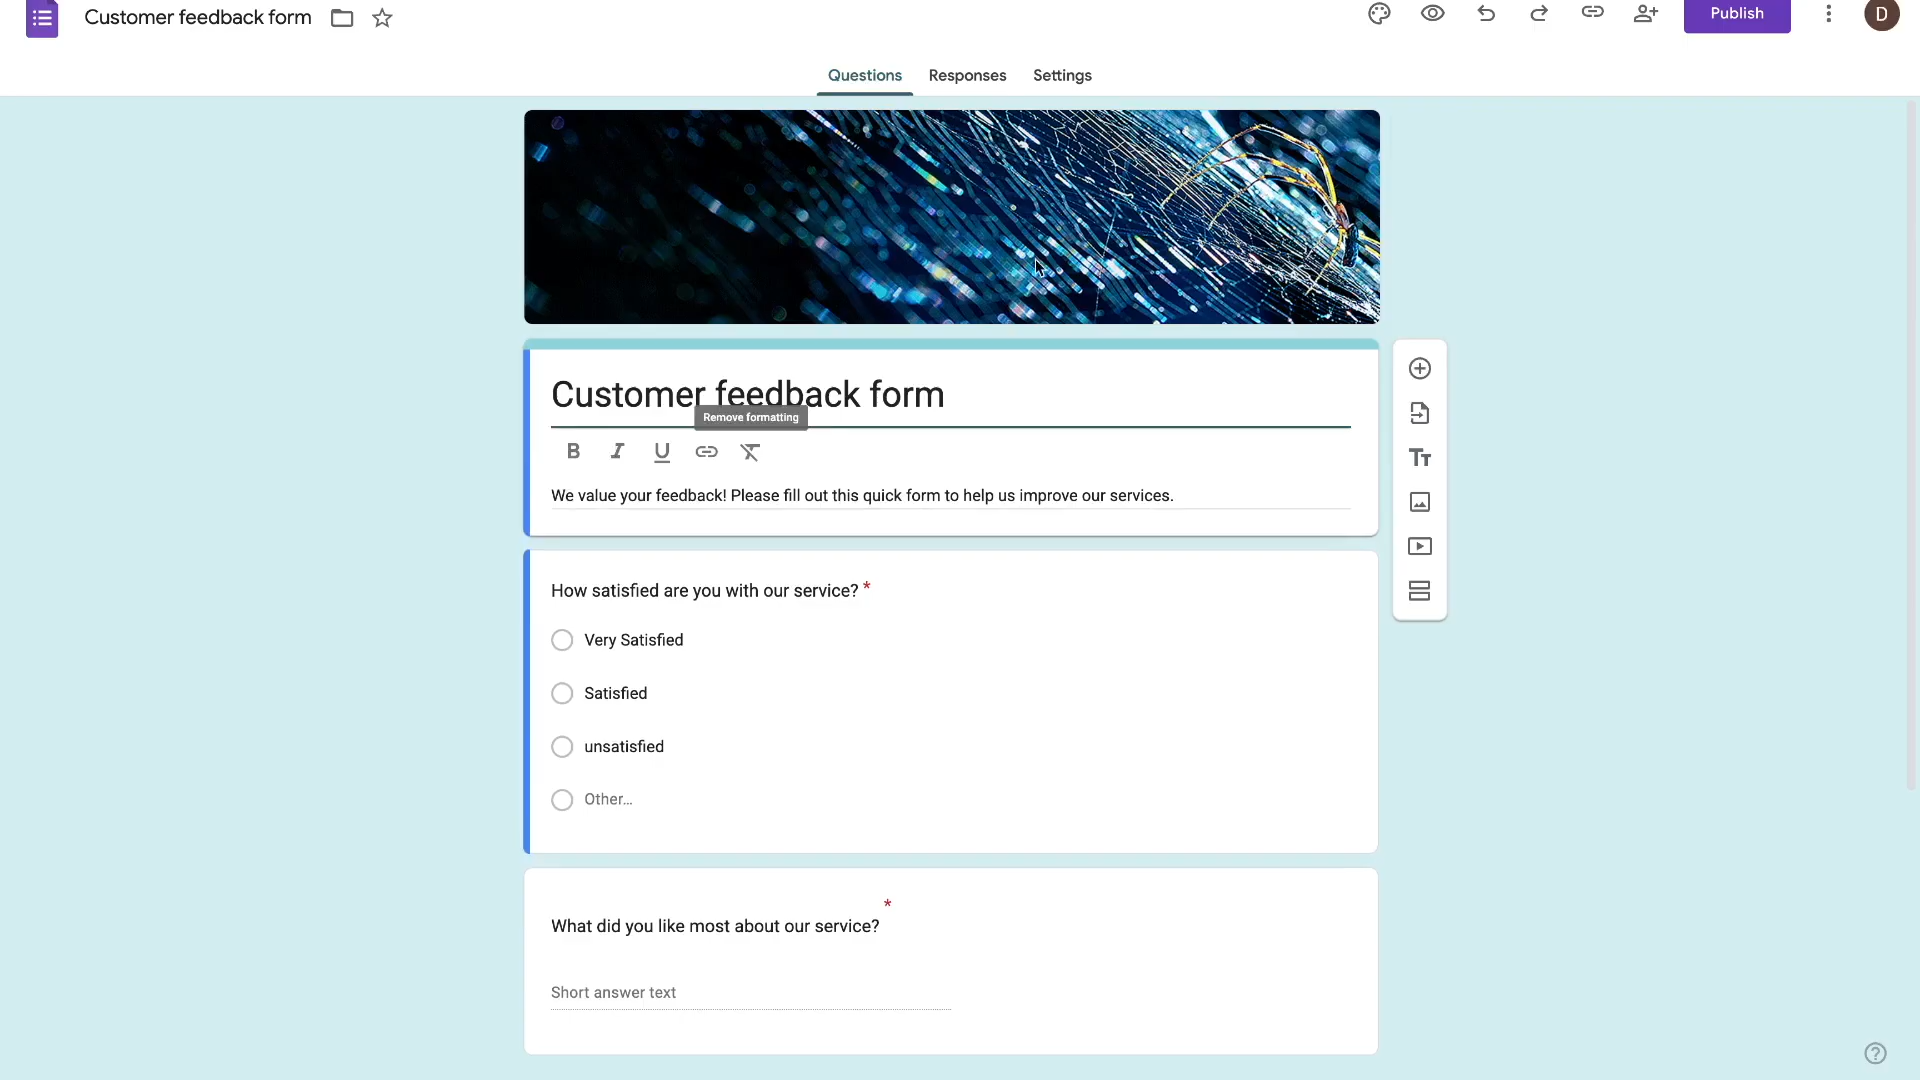 Customer feedback form
Publish
D
Questions Responses Settings
Customer feedback form
Remove formatting
B I U
We value your feedback! Please fill out this quick form to help us improve our services.
Tт
How satisfied are you with our service? *
Very Satisfied
Satisfied
unsatisfied
Other...
*
What did you like most about our service?
Short answer text